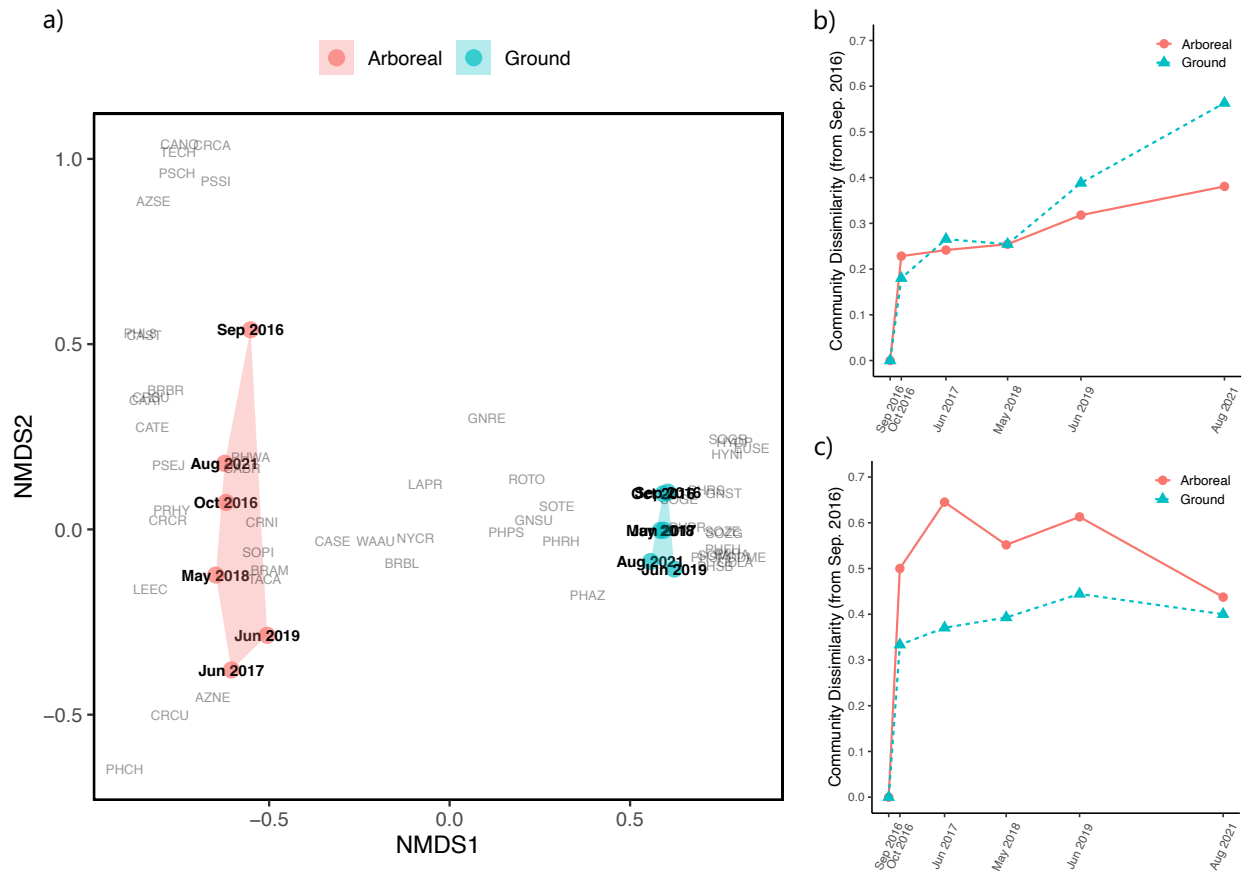 a)
Arboreal Ground
CANO
CRCA
TECH
PSCH
PSSI
AZSE
Sep 2016
CAST
BRBR
CATE
GNRE
EUSE
HYNI
PSEJ
Aug 2021
LAPR
ROTO
GNST
PRHY
Oct 2016
SOTE
CRCR
CRNI
GNSU
SOZG
CASE
WAAU
NYCR
PHPS
PHRH
SOPI
BRBL
BRAM
TACA
May 2018
Aug 2021
Jun 2019
LEEC
PHAZ
Jun 2019
Jun 2017
AZNE
CRCU
PHCH
1.0
0.5
0.0
−0.5
NMDS2
−0.5 0.0 0.5
NMDS1
b)
Arboreal
Ground
0.7
0.6
0.5
0.4
0.3
0.2
0.1
0.0
Community Dissimilarity (from Sep. 2016)
Sep 2016
Oct 2016
Jun 2017
May 2018
Jun 2019
Aug 2021
c)
Arboreal
Ground
0.7
0.6
0.5
0.4
0.3
0.2
0.1
0.0
Community Dissimilarity (from Sep. 2016)
Sep 2016
Oct 2016
Jun 2017
May 2018
Jun 2019
Aug 2021